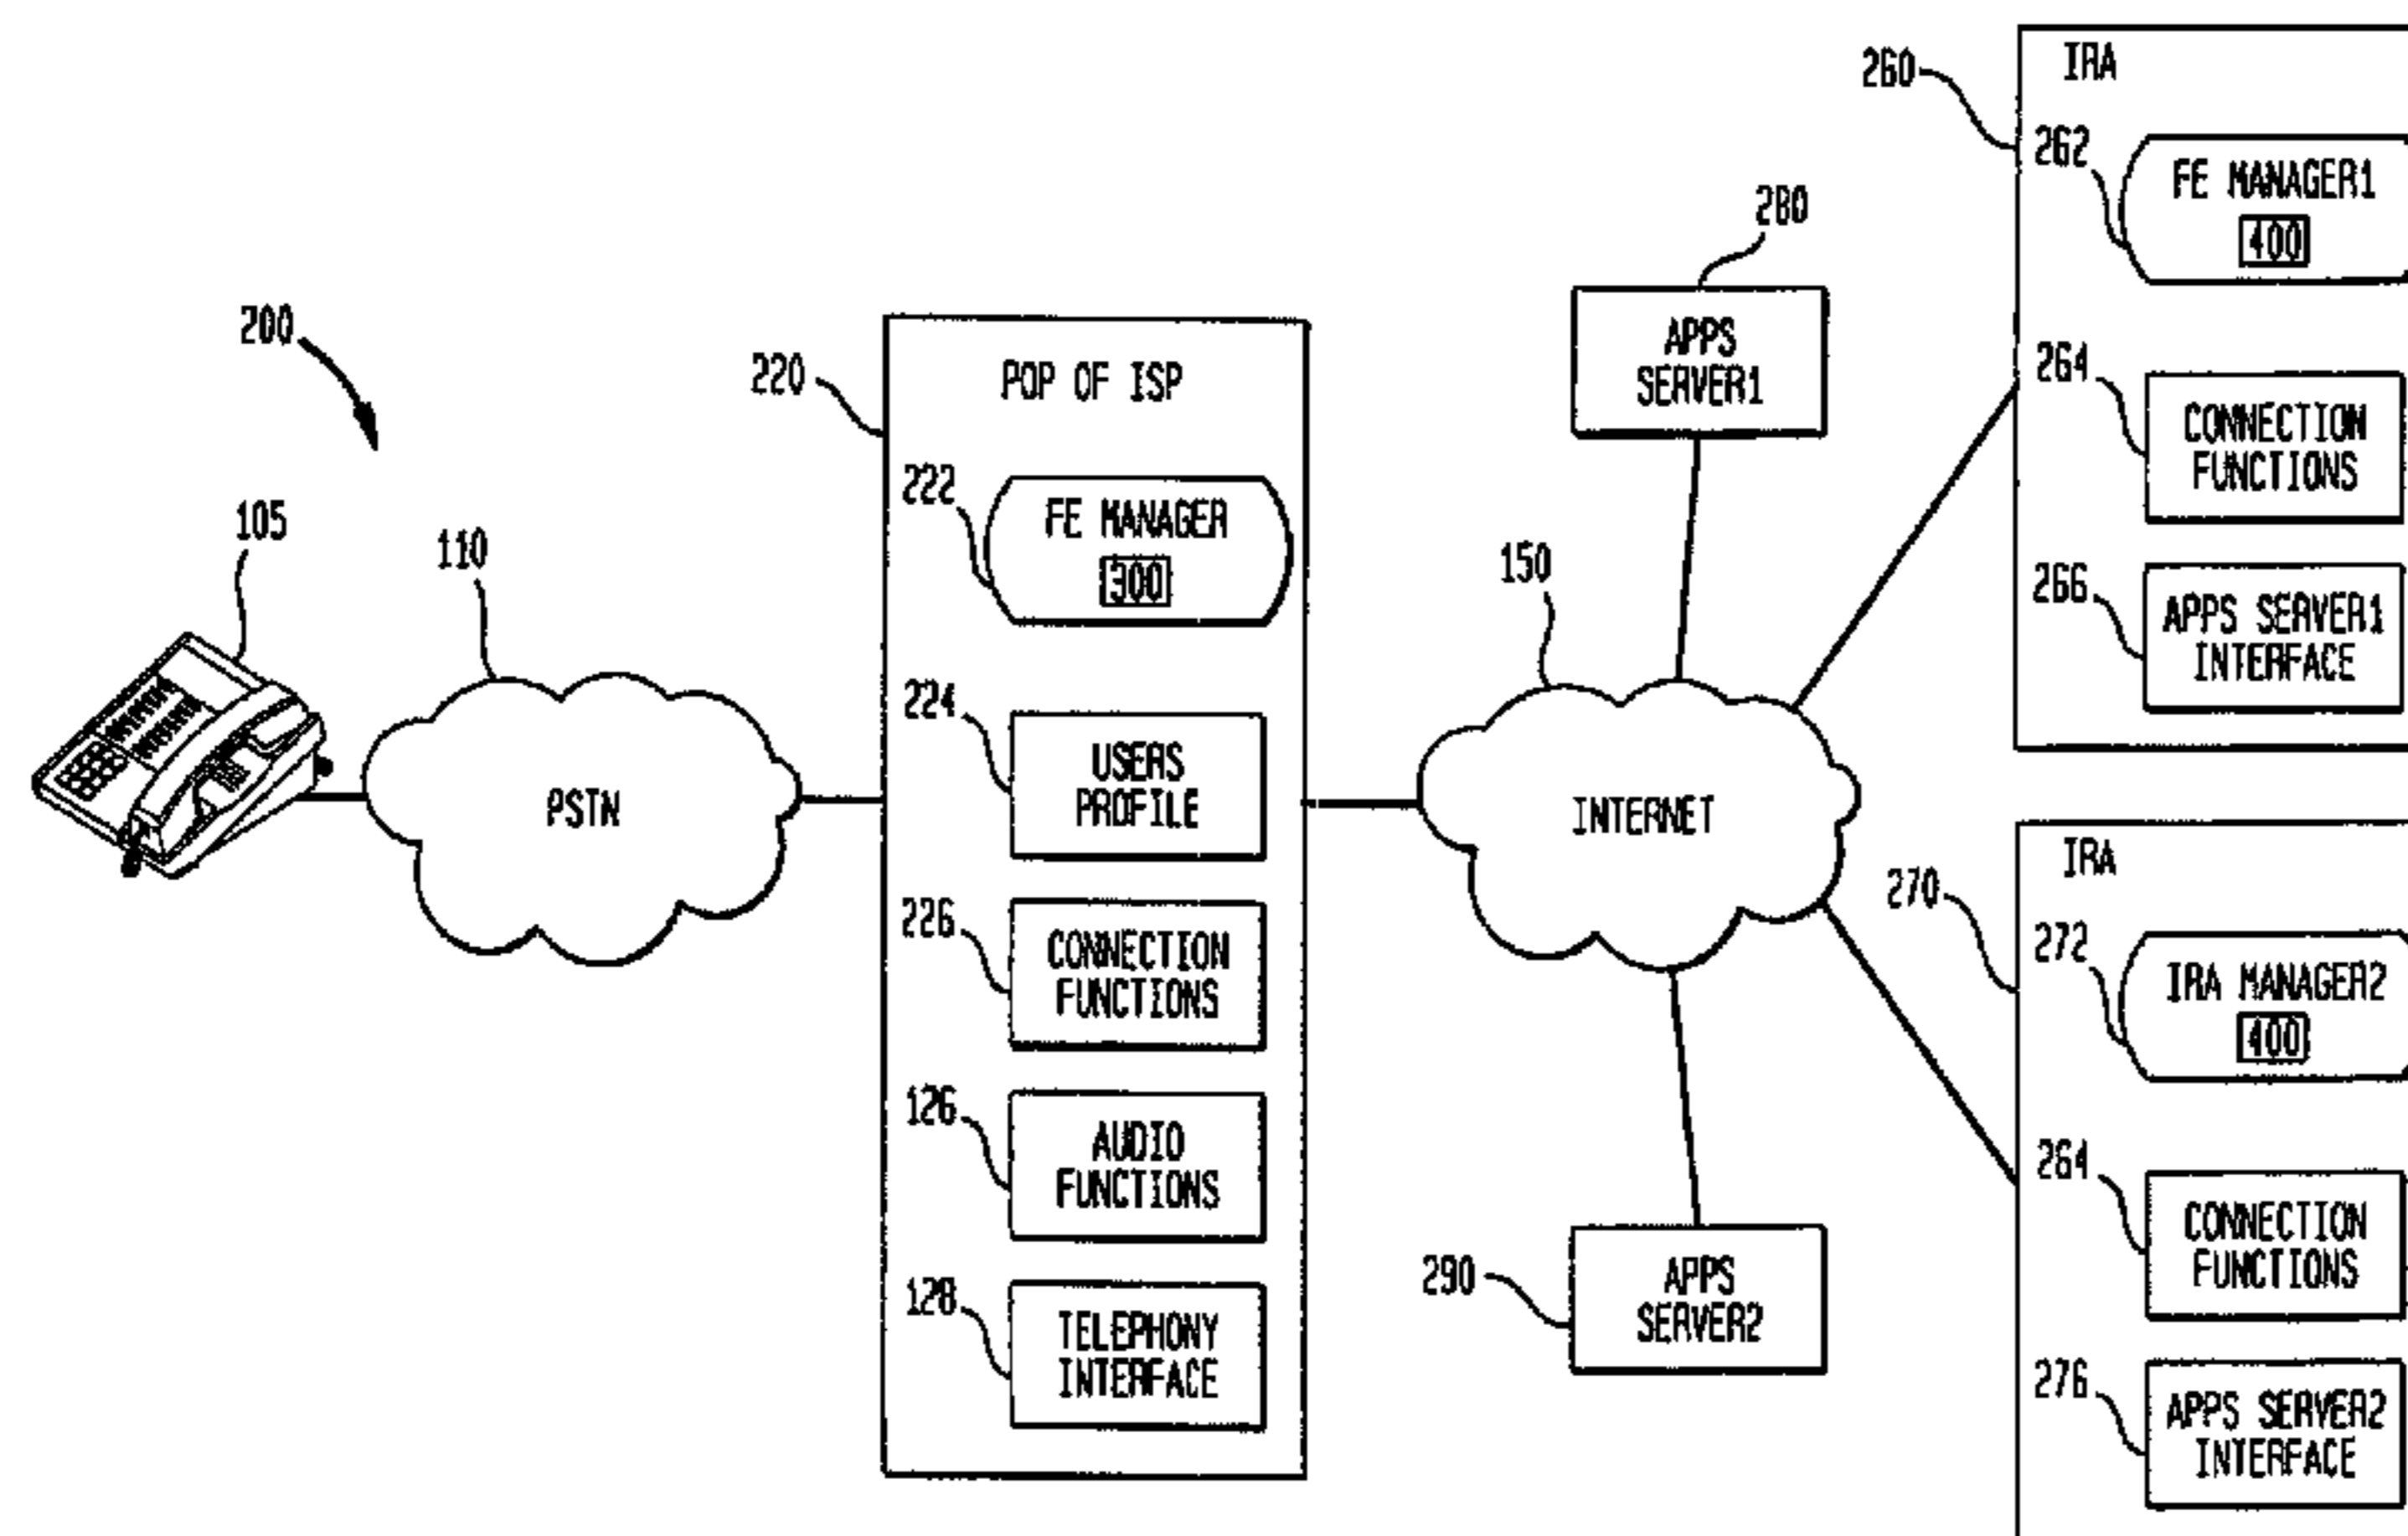 200
105
110
PSTN
220
POP OF ISP
222
FE MANAGER
300
224
USERS
PROFILE
226
CONNECTION
FUNCTIONS
126
AUDIO
FUNCTIONS
128
TELEPHONY
INTERFACE
150
INTERNET
280
APPS
SERVER1
290
APPS
SERVER2
260
IRA
262
FE MANAGER1
400
264
CONNECTION
FUNCTIONS
266
APPS SERVER1
INTERFACE
270
IRA
272
IRA MANAGER2
400
264
CONNECTION
FUNCTIONS
276
APPS SERVER2
INTERFACE